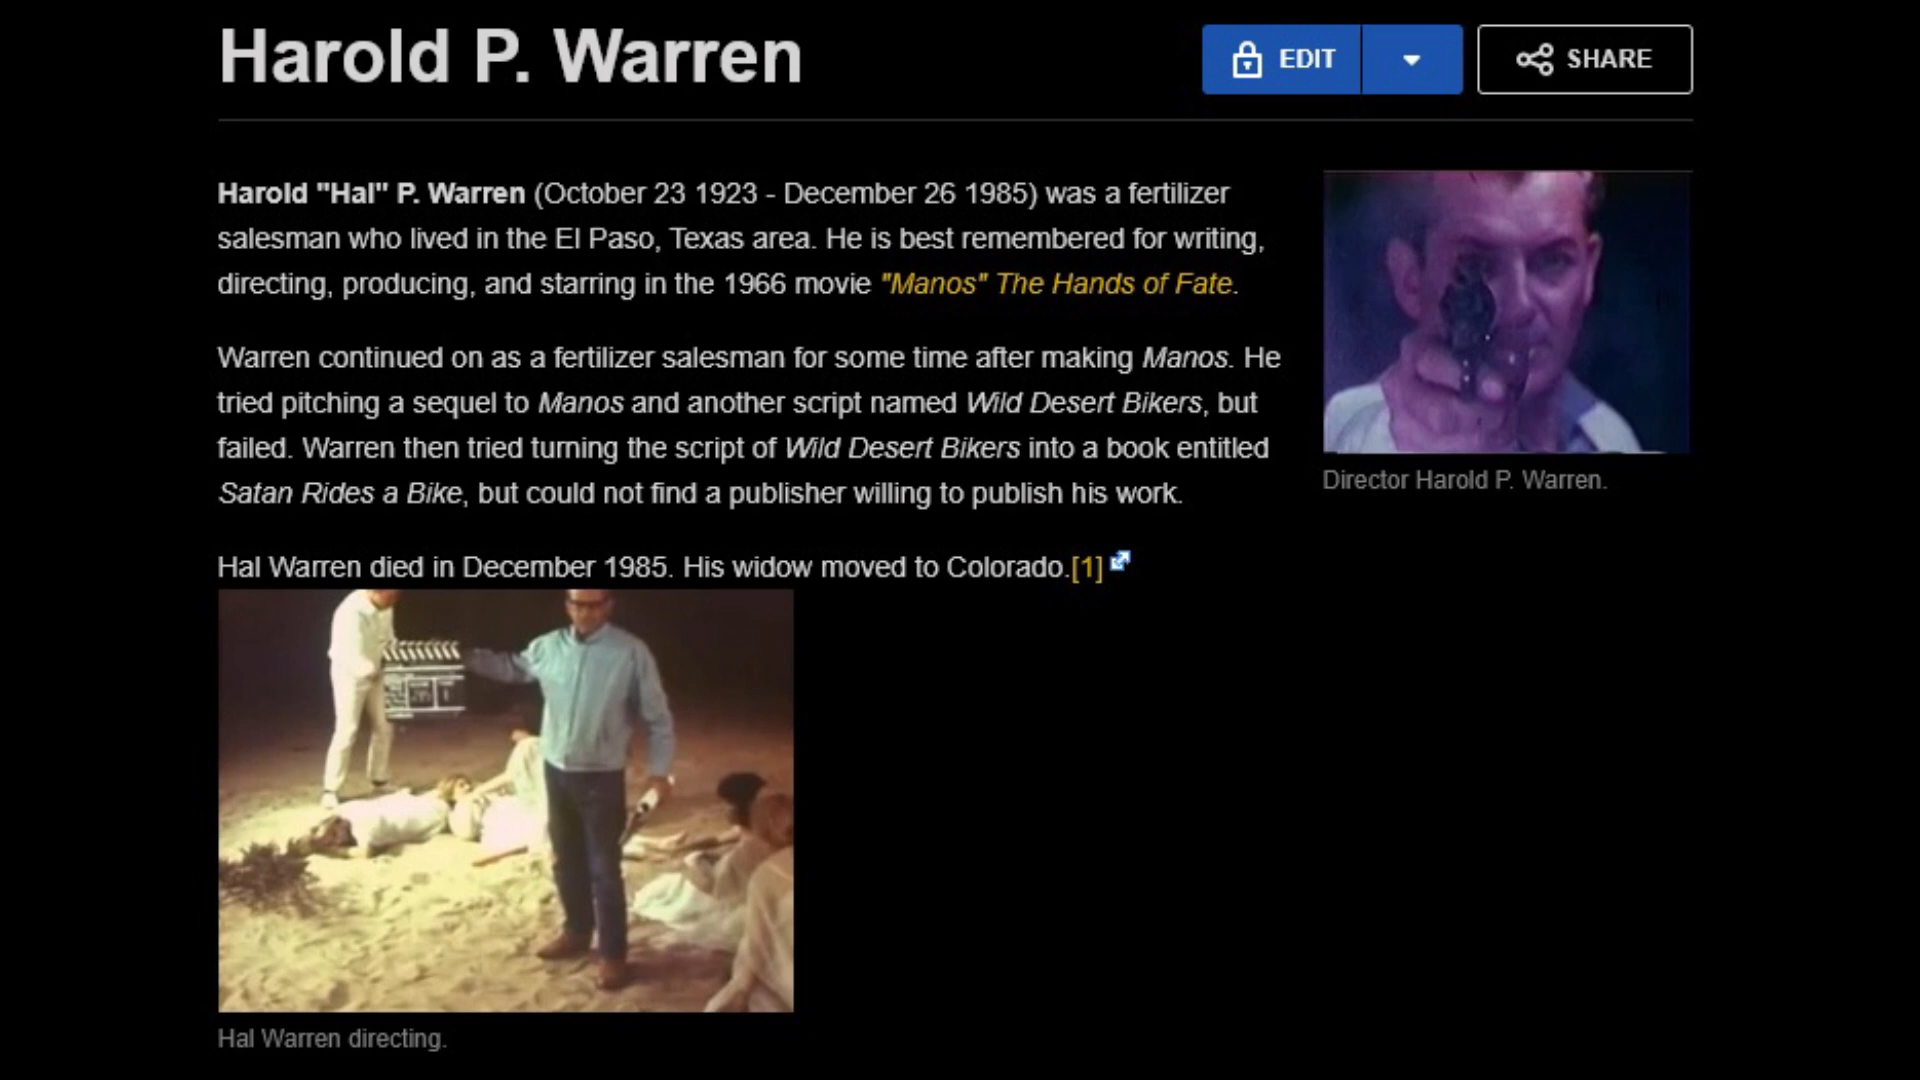 Harold P. Warren
EDIT
SHARE
Harold "Hal" P. Warren (October 23 1923 - December 26 1985) was a fertilizer
salesman who lived in the El Paso, Texas area. He is best remembered for writing,
directing, producing, and starring in the 1966 movie "Manos" The Hands of Fate.
Warren continued on as a fertilizer salesman for some time after making Manos. He
tried pitching a sequel to Manos and another script named Wild Desert Bikers, but
failed. Warren then tried turning the script of Wild Desert Bikers into a book entitled
Satan Rides a Bike, but could not find a publisher willing to publish his work.
Director Harold P. Warren.
Hal Warren died in December 1985. His widow moved to Colorado.[1]
Hal Warren directing.